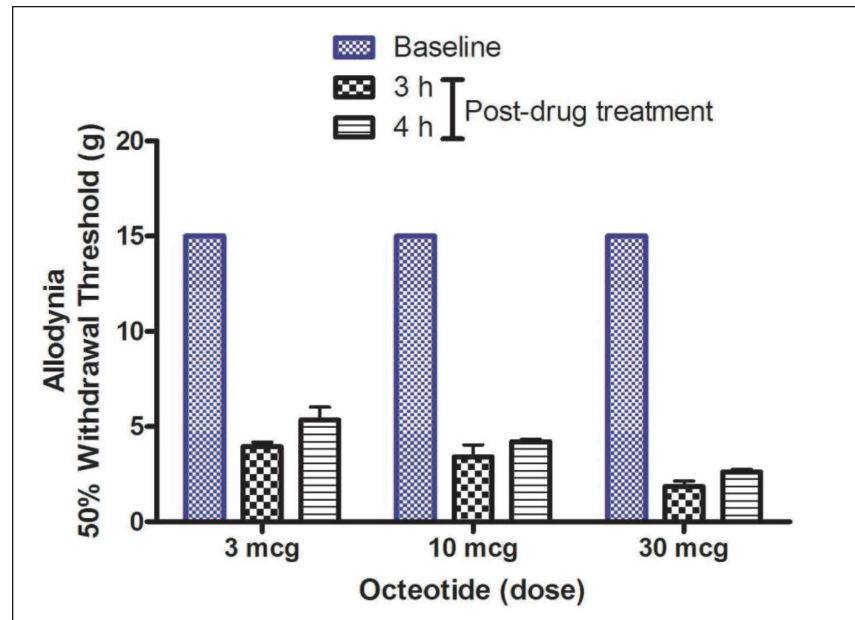 Baseline
3 h
4 h
Post-drug treatment
Allodynia
50% Withdrawal Threshold (g)
20
15
10
5
0
3 mcg
10 mcg
30 mcg
Octeotide (dose)